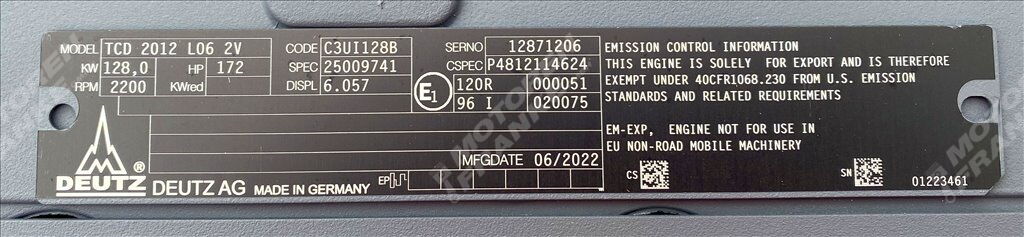 MODEL TCD 2012 L06 2V CODE C3UI128B SERNO 12871206
KW 128,0 HP 172 SPEC 25009741 CSPEC P4812114624
RPM 2200 KWred DISPL 6.057 E1 120R 000051
96 I 020075
MFGDATE 06/2022
DEUTZ ® DEUTZ AG MADE IN GERMANY EP
EMISSION CONTROL INFORMATION
THIS ENGINE IS SOLELY FOR EXPORT AND IS THEREFORE
EXEMPT UNDER 40CFR1068.230 FROM U.S. EMISSION
STANDARDS AND RELATED REQUIREMENTS
EM-EXP, ENGINE NOT FOR USE IN
EU NON-ROAD MOBILE MACHINERY
CS SN 01223461